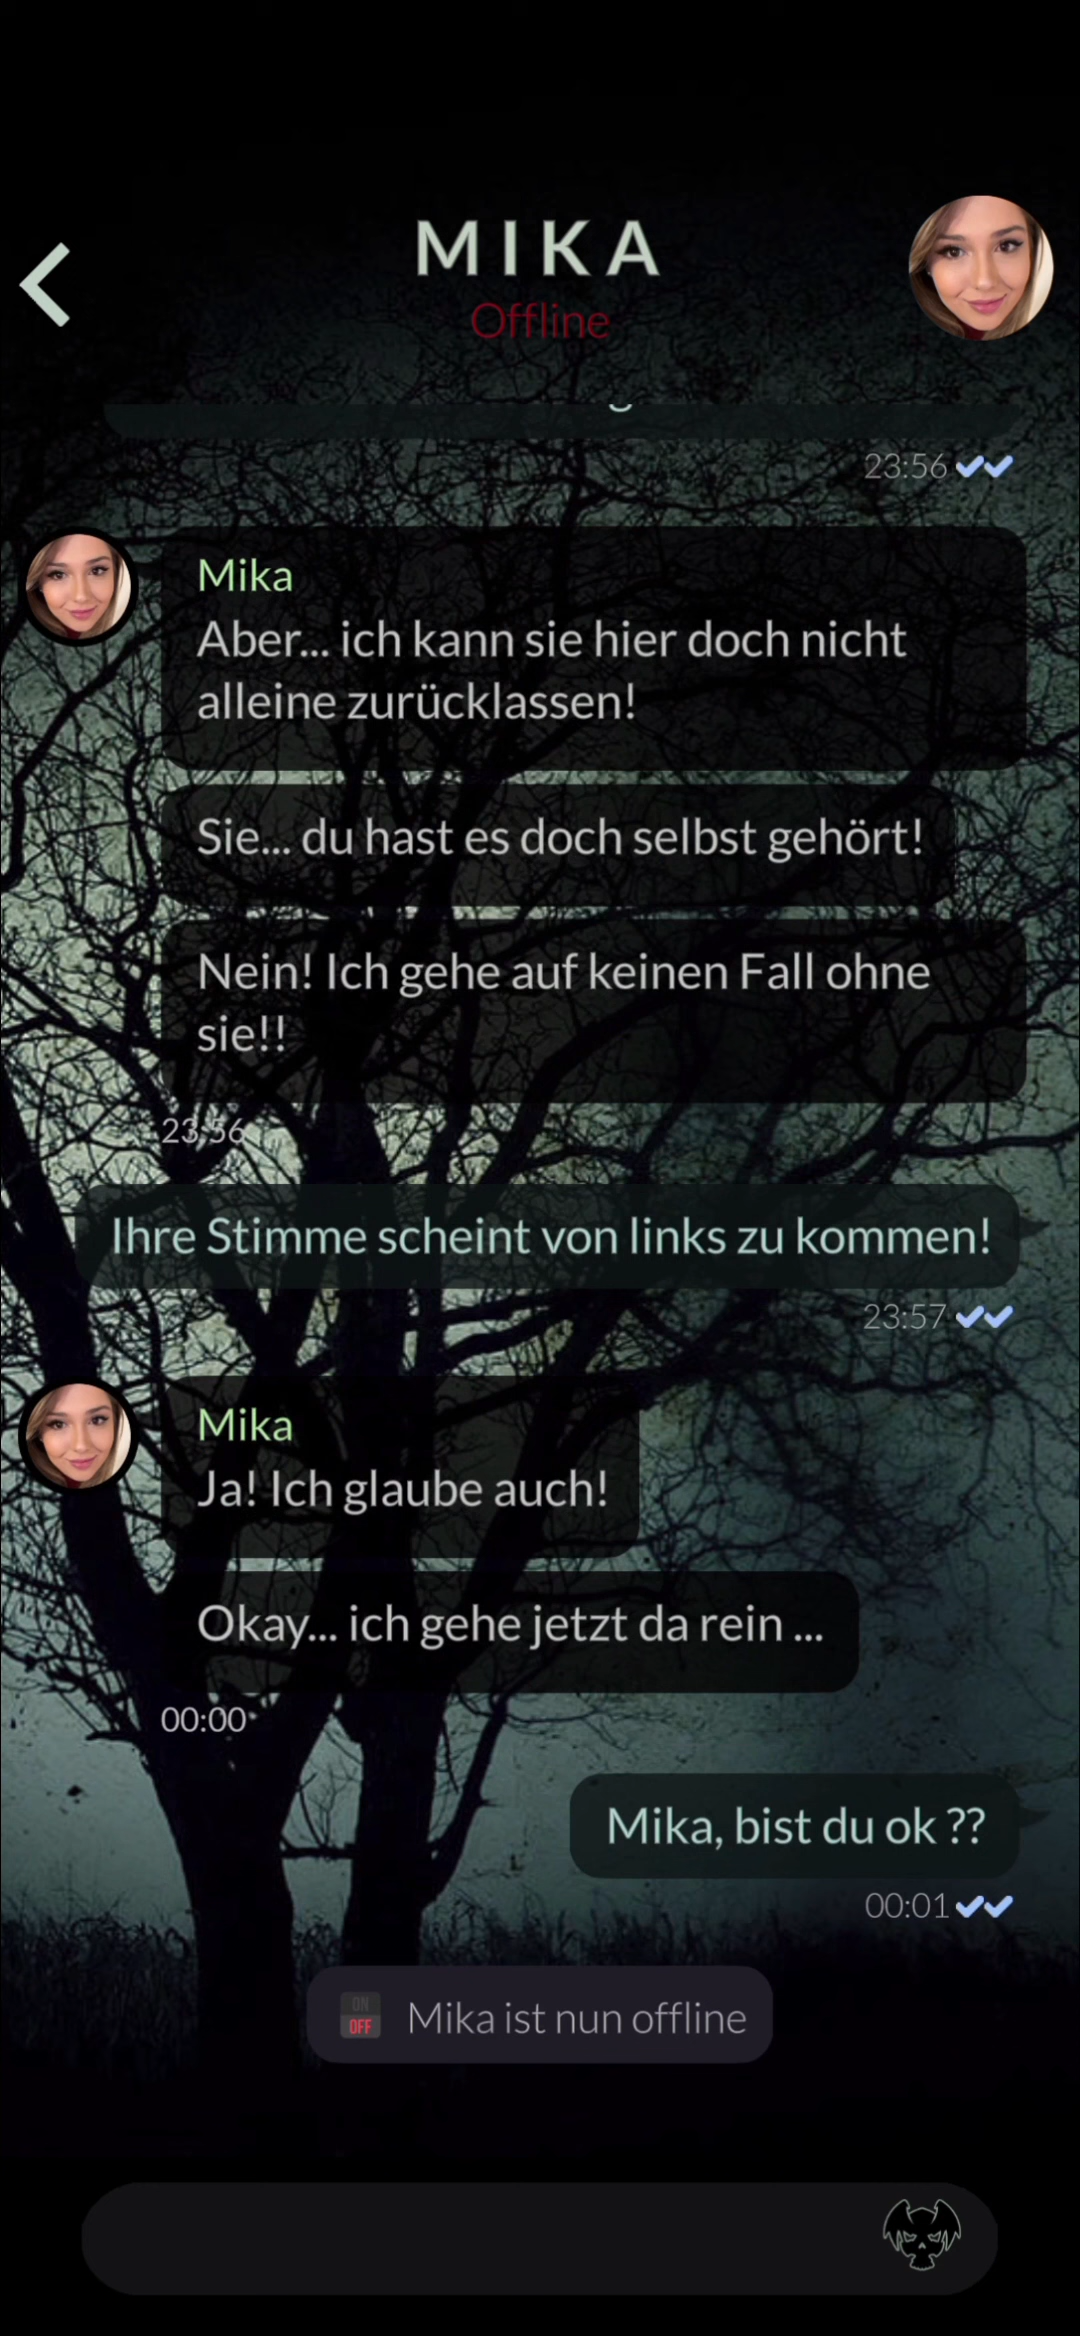 MIKA
Offline
23:56
Mika
Aber... ich kann sie hier doch nicht
alleine zurücklassen!
Sie... du hast es doch selbst gehört!
Nein! Ich gehe auf keinen Fall ohne
sie!!
23:56
Ihre Stimme scheint von links zu kommen!
23:57
Mika
Ja! Ich glaube auch!
Okay... ich gehe jetzt da rein ...
00:00
Mika, bist du ok ??
00:01
ON
OFF
Mika ist nun offline